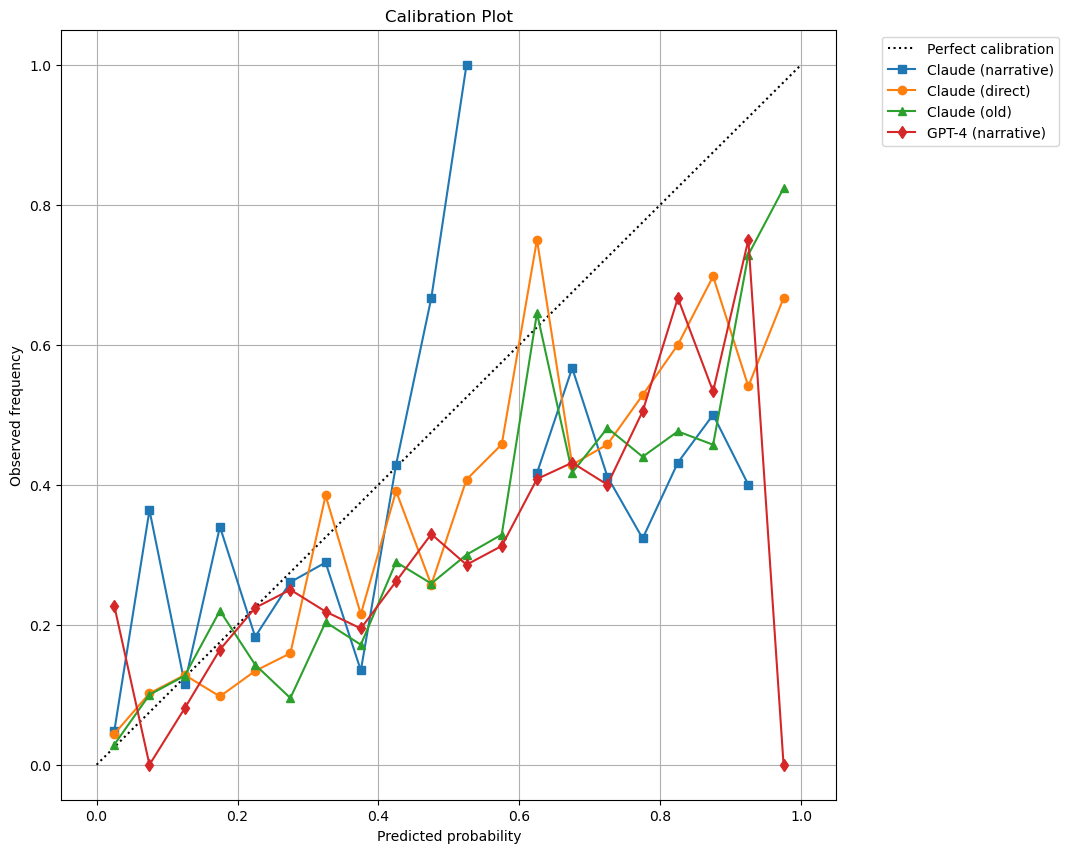 Calibration Plot
Perfect calibration
Claude (narrative)
Claude (direct)
Claude (old)
GPT-4 (narrative)
1.0
0.8
0.6
0.4
0.2
0.0
Observed frequency
0.0 0.2 0.4 0.6 0.8 1.0
Predicted probability